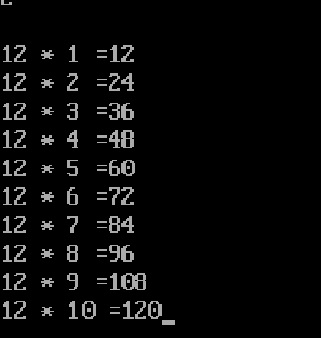 12 * 1 =12
12 * 2 =24
12 * 3 =36
12 * 4 =48
12 * 5 =60
12 * 6 =72
12 * 7 =84
12 * 8 =96
12 * 9 =108
12 * 10 =120_